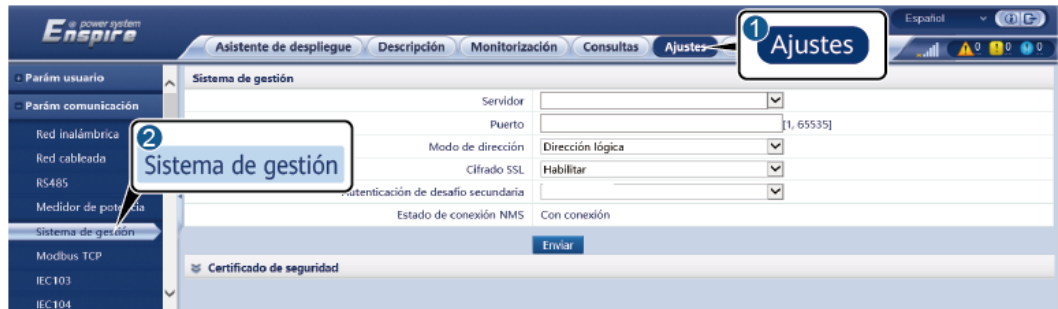 power system
Enspire
Español
Asistente de despliegue
Descripción
Monitorización
Consultas
Ajustes
1
Ajustes
0
0
0
Parám usuario
Parám comunicación
Red inalámbrica
Red cableada
RS485
Medidor de potencia
Sistema de gestión
Modbus TCP
IEC103
IEC104
2
Sistema de gestión
Sistema de gestión
Servidor
Puerto
[1, 65535]
Modo de dirección
Dirección lógica
Cifrado SSL
Habilitar
Autenticación de desafío secundaria
Estado de conexión NMS
Con conexión
Enviar
Certificado de seguridad